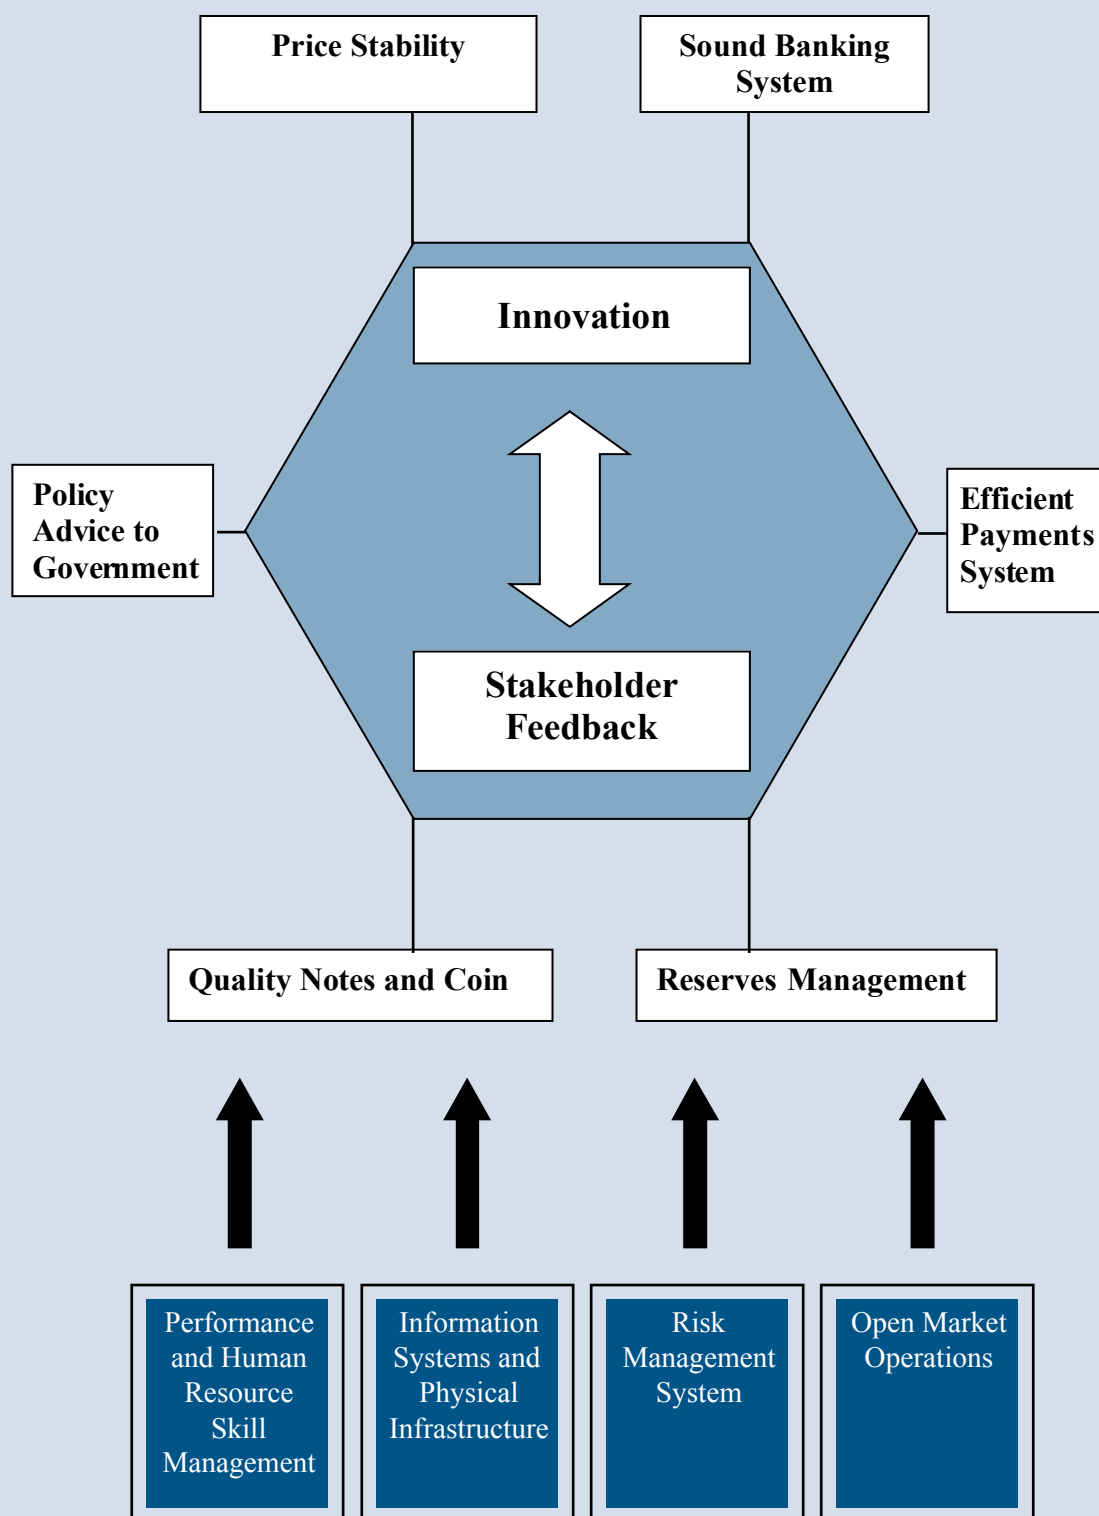 Price Stability
Sound Banking
System
Innovation
Policy
Advice to
Government
Efficient
Payments
System
Stakeholder
Feedback
Quality Notes and Coin
Reserves Management
Performance
and Human
Resource
Skill
Management
Information
Systems and
Physical
Infrastructure
Risk
Management
System
Open Market
Operations